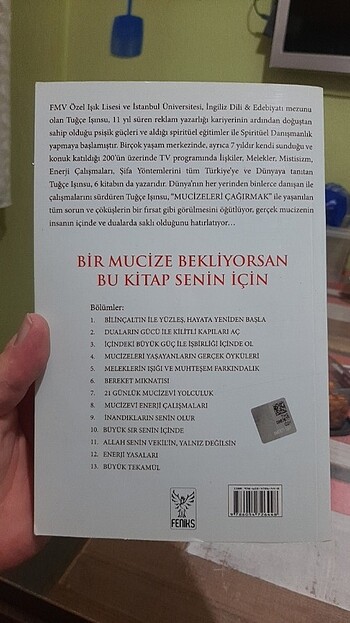 FMV Özel Işık Lisesi ve İstanbul Üniversitesi, İngiliz Dili & Edebiyatı mezunu
olan Tuğçe Işınsu, 11 yıl süren reklam yazarlığı kariyerinin ardından doğuştan
sahip olduğu psişik güçleri ve aldığı spiritüel eğitimler ile Spiritüel Danışmanlık
yapmaya başlamıştır. Birçok yaşam merkezinde, ayrıca 7 yıldır kendi sunduğu ve
konuk katıldığı 200'ün üzerinde TV programında İlişkiler, Melekler, Mistisizm,
Enerji Çalışmaları, Şifa Yöntemlerini tüm Türkiye'ye ve Dünyaya tanıtan
Tuğçe Işınsu, 6 kitabın da yazarıdır. Dünya'nın her yerinden binlerce danışan ile
çalışmalarını sürdüren Tuğçe Işınsu, "MUCİZELERİ ÇAĞIRMAK" ile yaşanılan
tüm sorun ve çöküşlerin bir fırsat gibi görülmesini öğütlüyor, gerçek mucizenin
insanın içinde ve dualarda saklı olduğunu hatırlatıyor…
BİR MUCİZE BEKLİYORSAN
BU KİTAP SENİN İÇİN
Bölümler:
1. BİLİNÇALTIN İLE YÜZLEŞ, HAYATA YENİDEN BAŞLA
2. DUALARIN GÜCÜ İLE KİLİTLİ KAPILARI AÇ
3. İÇİNDEKİ BÜYÜK GÜÇ İLE İŞBİRLİĞİ İÇİNDE OL
4. MUCİZELERİ YAŞAYANLARIN GERÇEK ÖYKÜLERİ
5. MELEKLERİN IŞIĞI VE MUHTEŞEM FARKINDALIK
6. BEREKET MIKNATISI
7. 21 GÜNLÜK MUCİZEVİ YOLCULUK
8. MUCİZEVİ ENERJİ ÇALIŞMALARI
9. İNANDIKLARIN SENİN OLUR
10. BÜYÜK SIR SENİN İÇİNDE
11. ALLAH SENİN VEKİL'İN, YALNIZ DEĞİLSİN
12. ENERJİ YASALARI
13. BÜYÜK TEKAMÜL
FENİKS